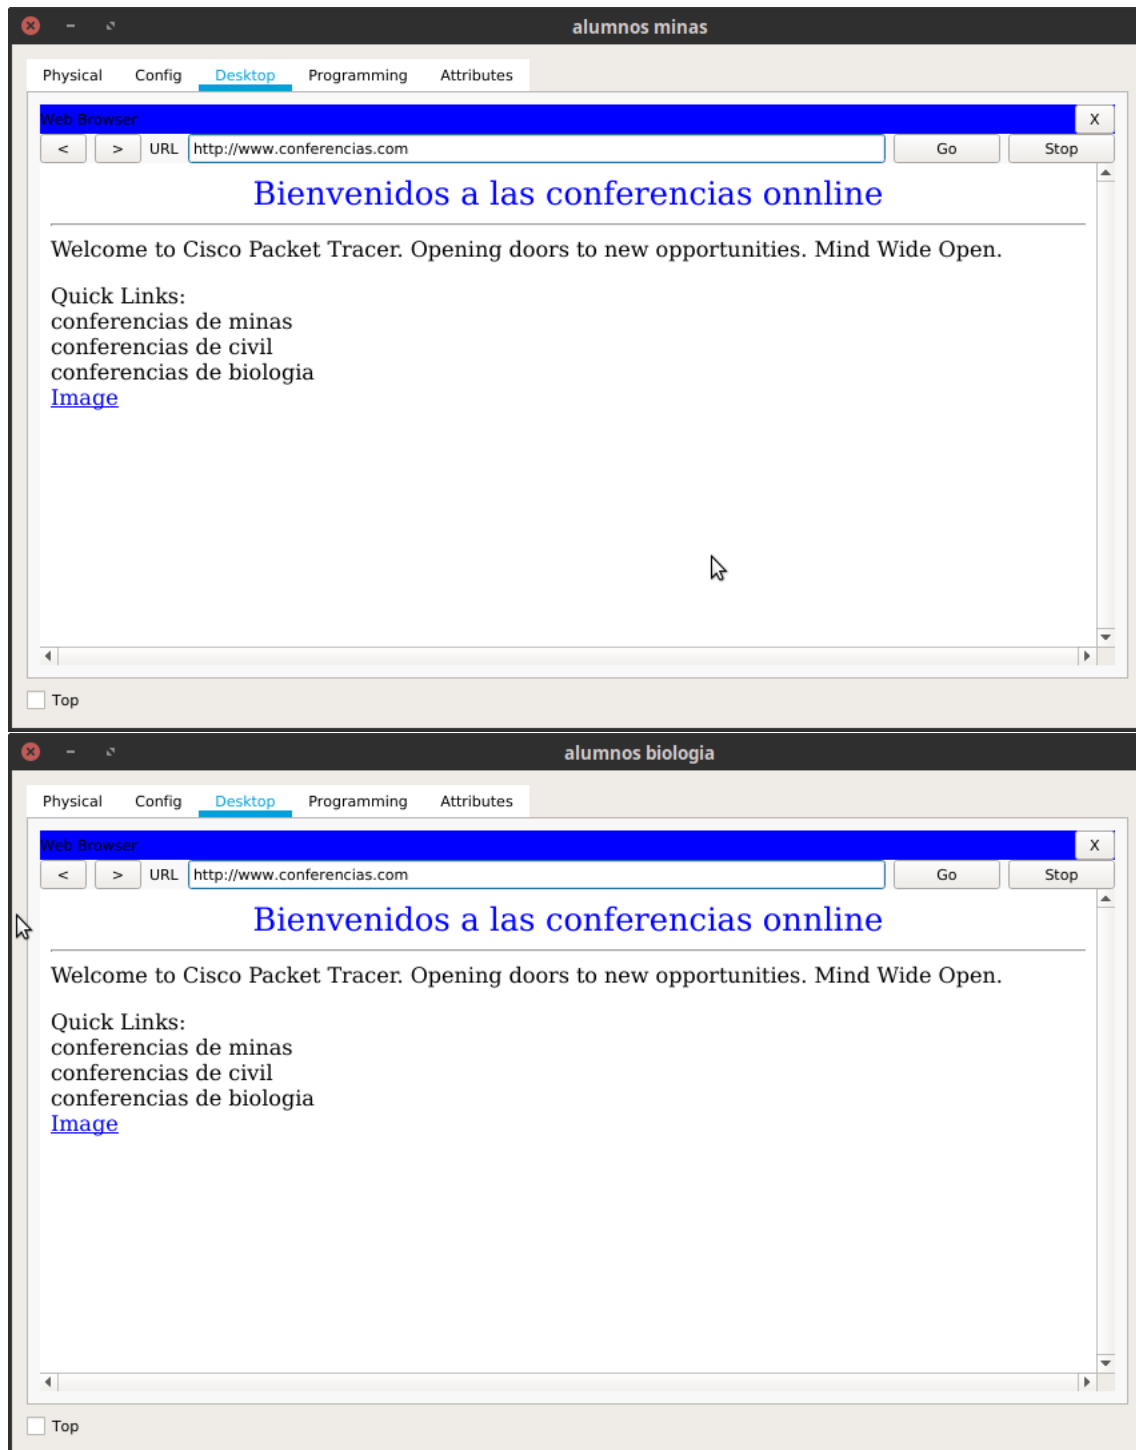 alumnos minas
Physical Config Desktop Programming Attributes
Web Browser X
< > URL http://www.conferencias.com Go Stop
Bienvenidos a las conferencias onnline
Welcome to Cisco Packet Tracer. Opening doors to new opportunities. Mind Wide Open.
Quick Links:
conferencias de minas
conferencias de civil
conferencias de biologia
Image
Top
alumnos biologia
Physical Config Desktop Programming Attributes
Web Browser X
< > URL http://www.conferencias.com Go Stop
Bienvenidos a las conferencias onnline
Welcome to Cisco Packet Tracer. Opening doors to new opportunities. Mind Wide Open.
Quick Links:
conferencias de minas
conferencias de civil
conferencias de biologia
Image
Top